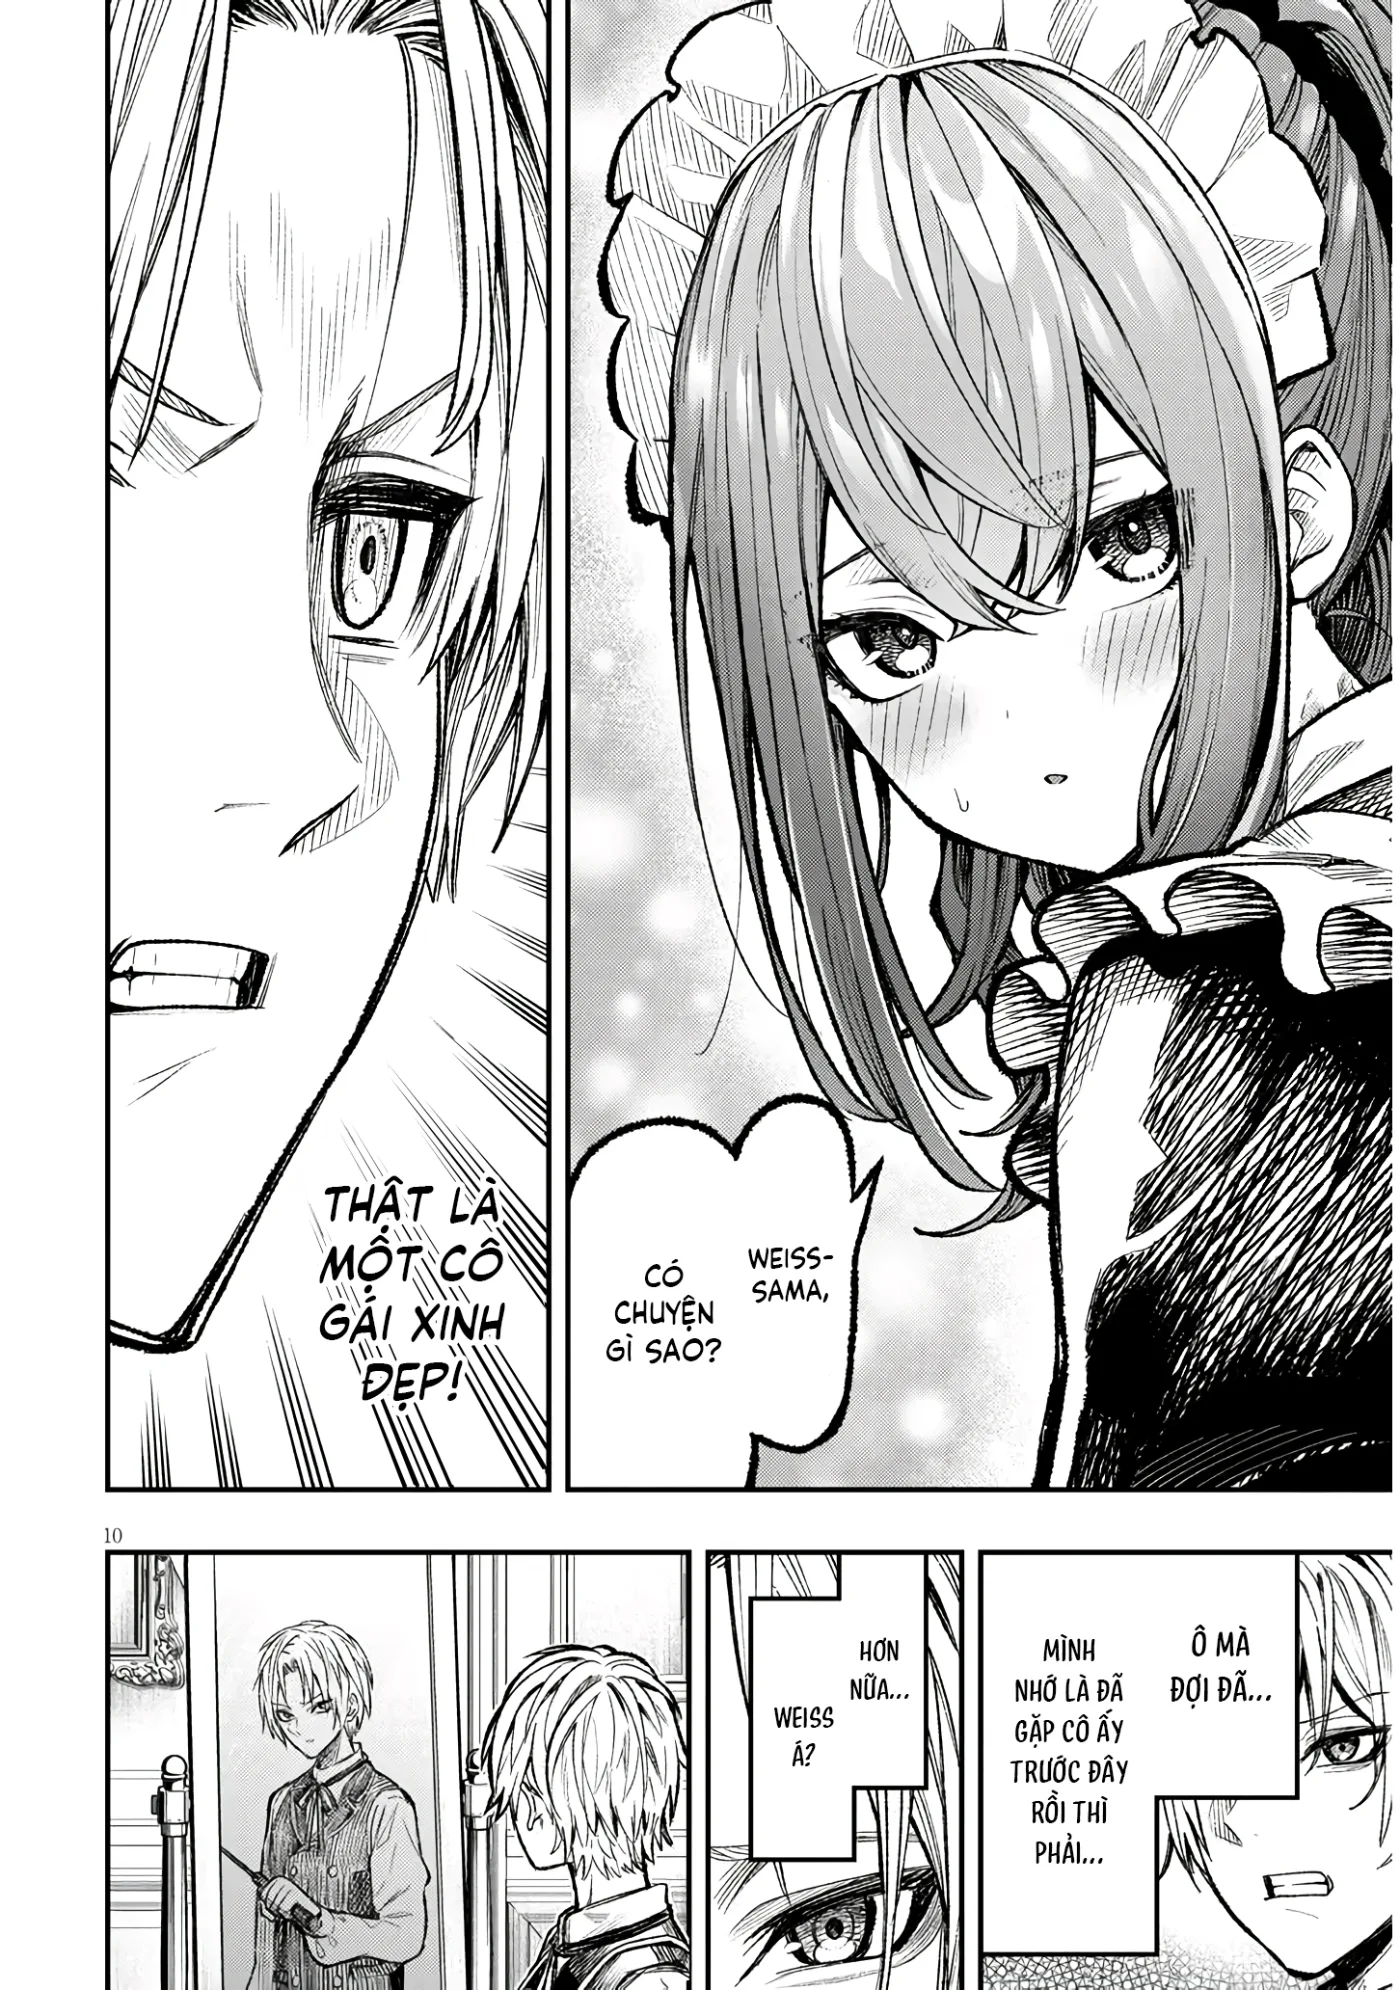 WEISS-
SAMA,
CÓ
CHUYỆN
GÌ SAO?
THẬT LÀ
MỘT CÔ
GÁI XINH
ĐẸP!
10
Ô MÀ
ĐỢI ĐÃ...
MÌNH
NHỚ LÀ ĐÃ
GẶP CÔ ẤY
TRƯỚC ĐÂY
RỒI THÌ
PHẢI...
HƠN
NỮA...
WEISS
Á?